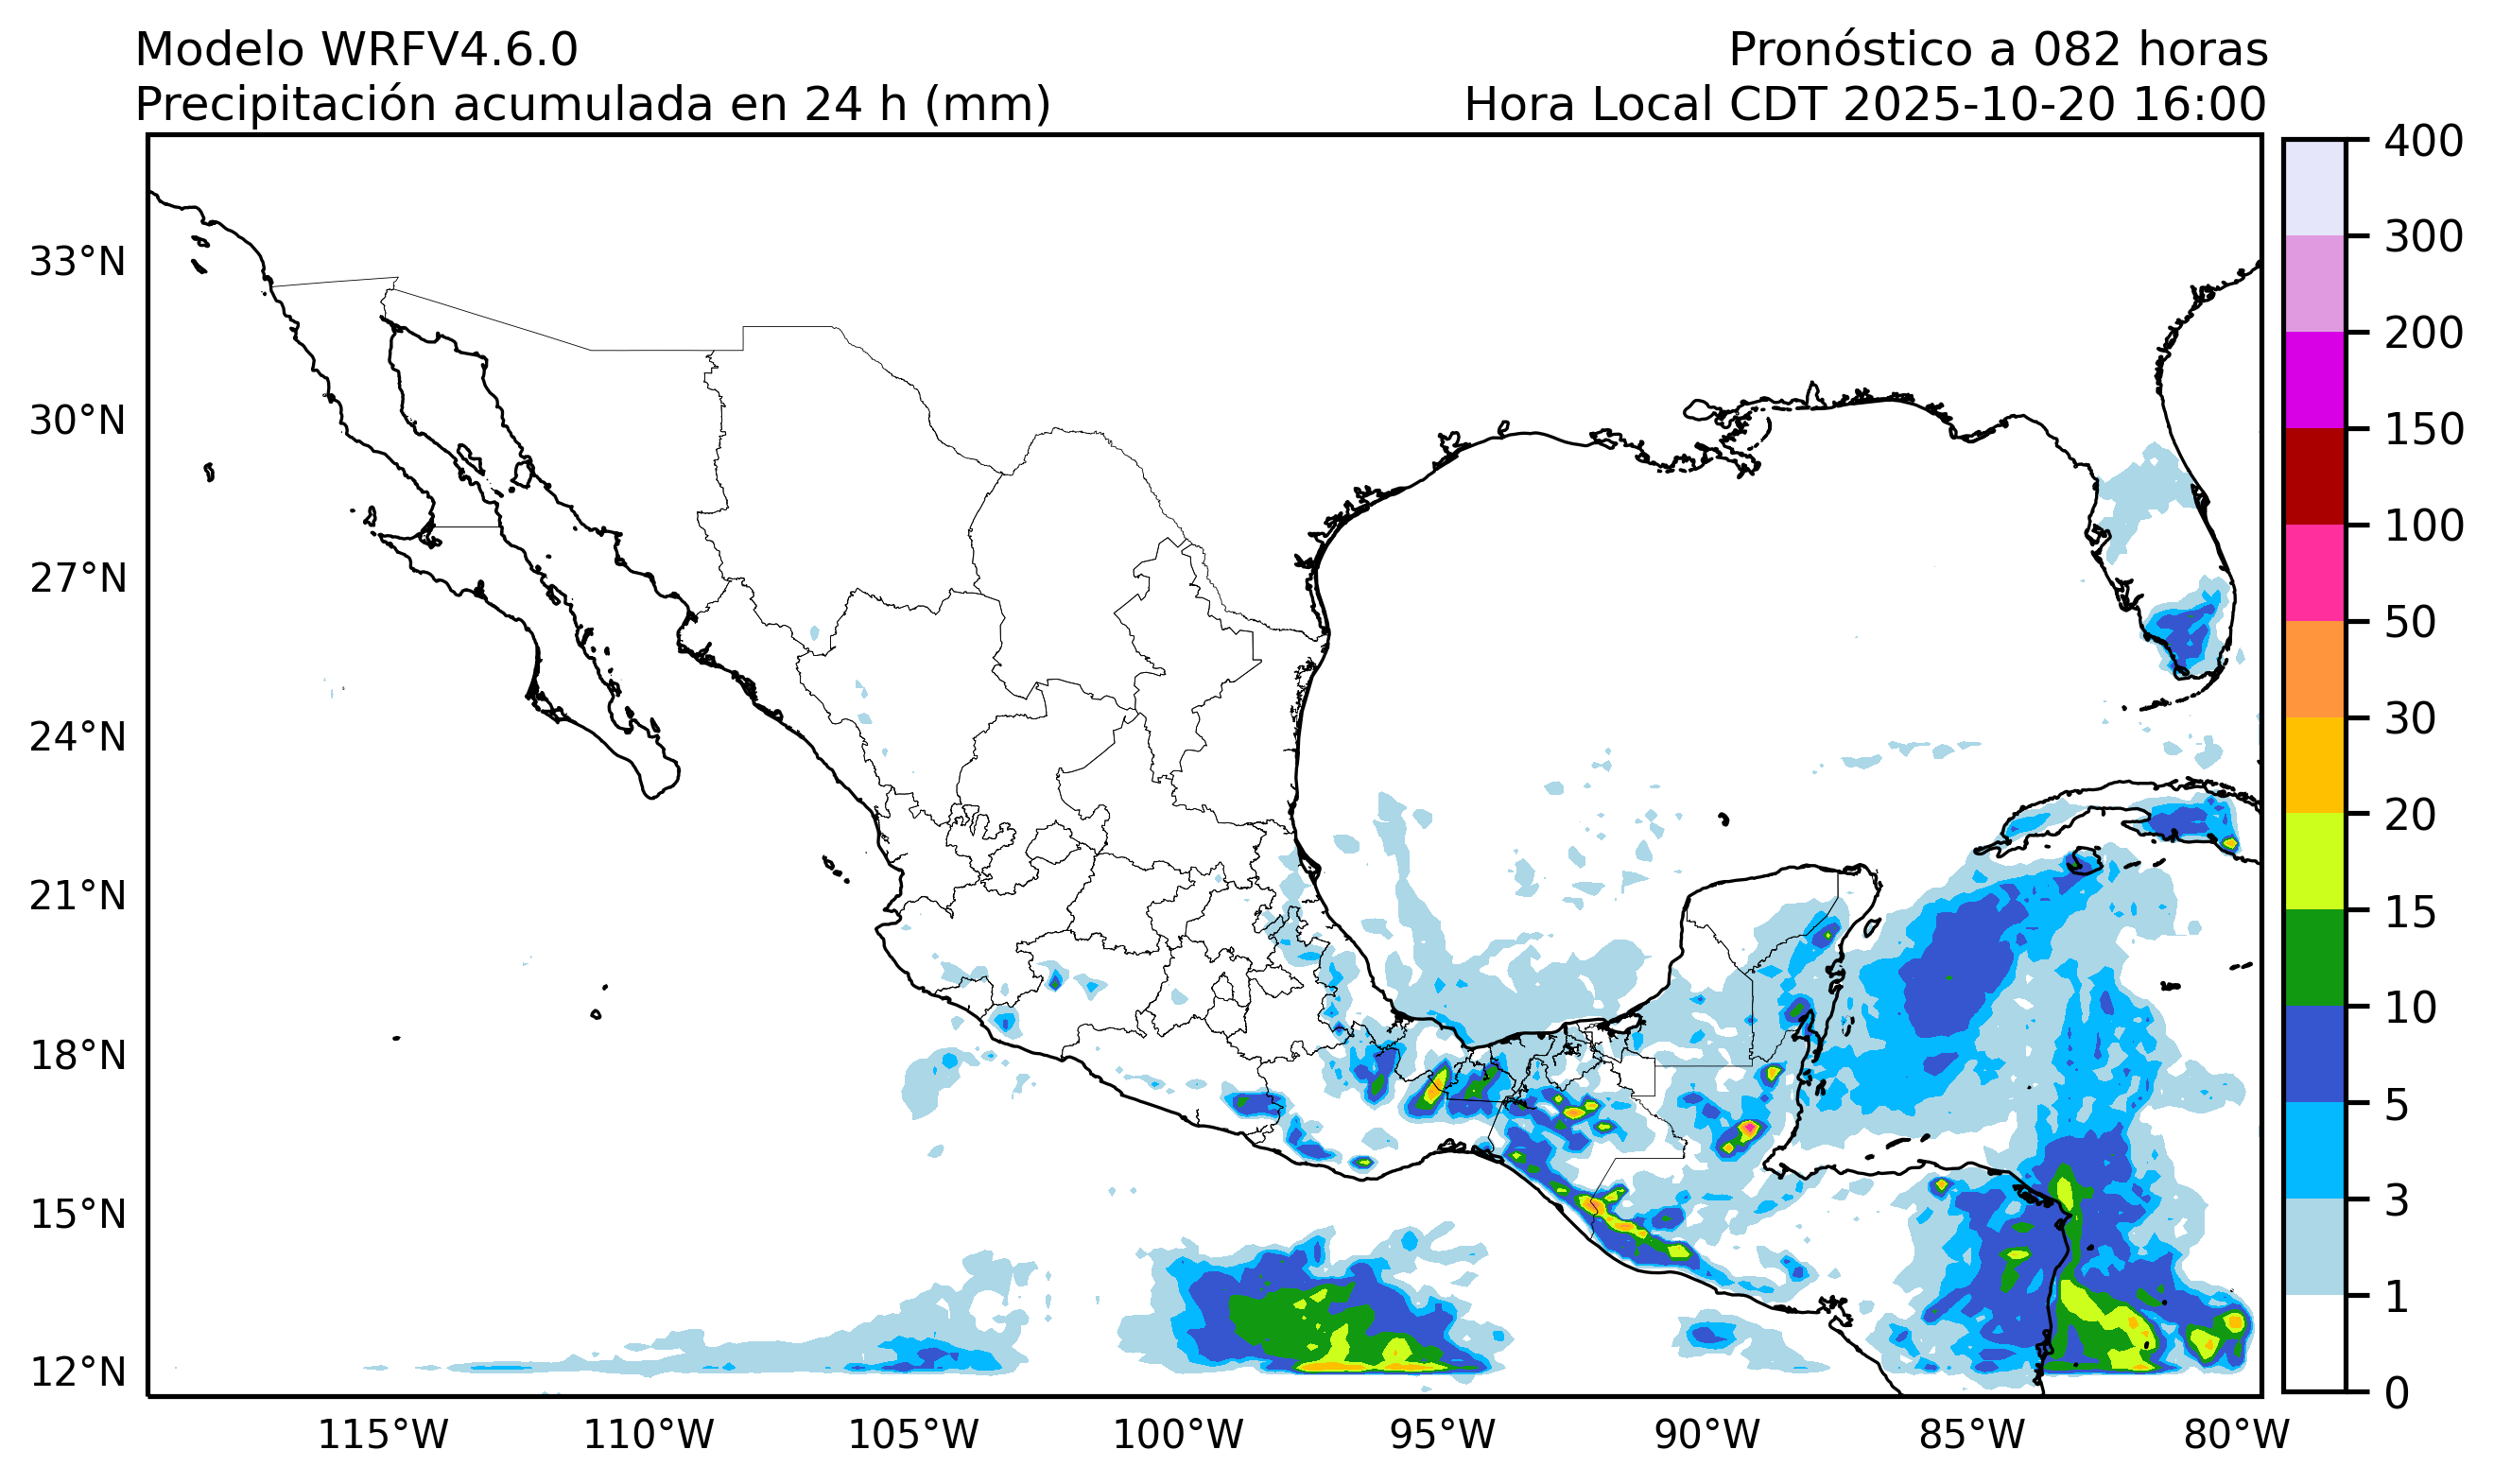 Modelo WRFV4.6.0
Pronóstico a 082 horas
Precipitación acumulada en 24 h (mm)
Hora Local CDT 2025-10-20 16:00
33°N
30°N
27°N
24°N
21°N
18°N
15°N
12°N
115°W
110°W
105°W
100°W
95°W
90°W
85°W
80°W
400
300
200
150
100
50
30
20
15
10
5
3
1
0